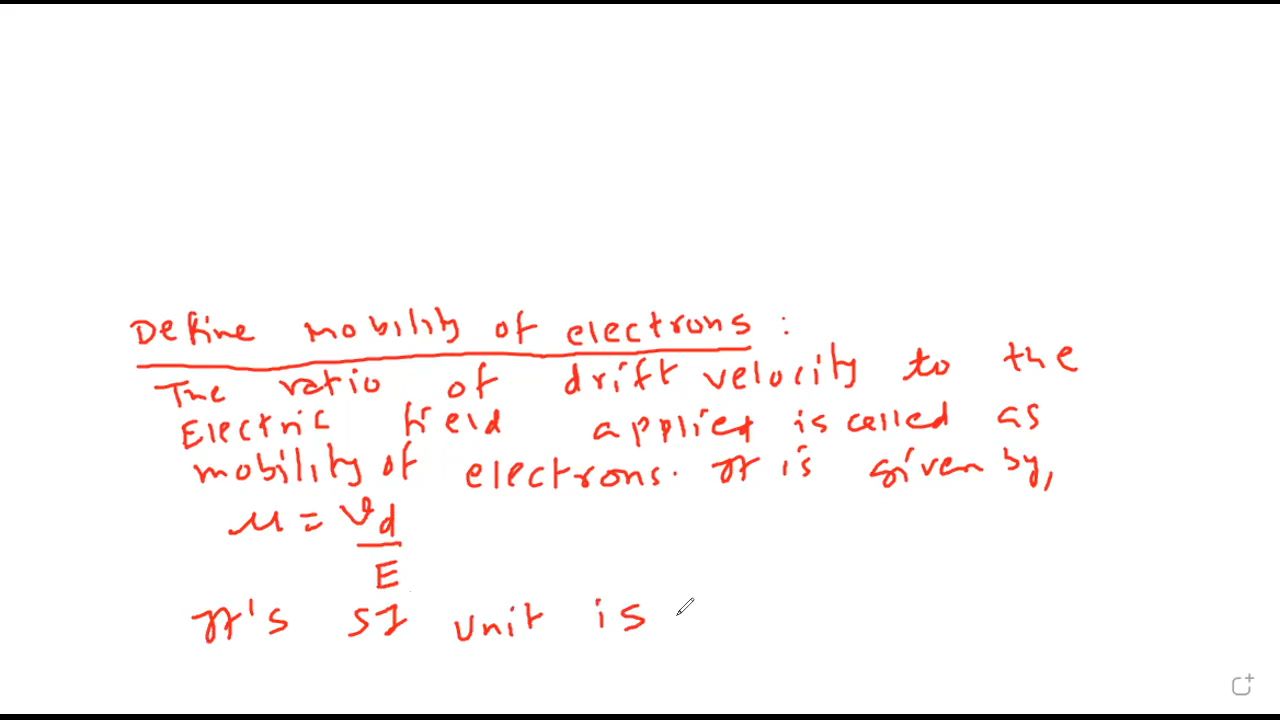 Define mobility of electrons :
The ratio of drift velocity to the
Electric field applied is called as
mobility of electrons. It is given by,
μ = vd
E
It's SI unit is